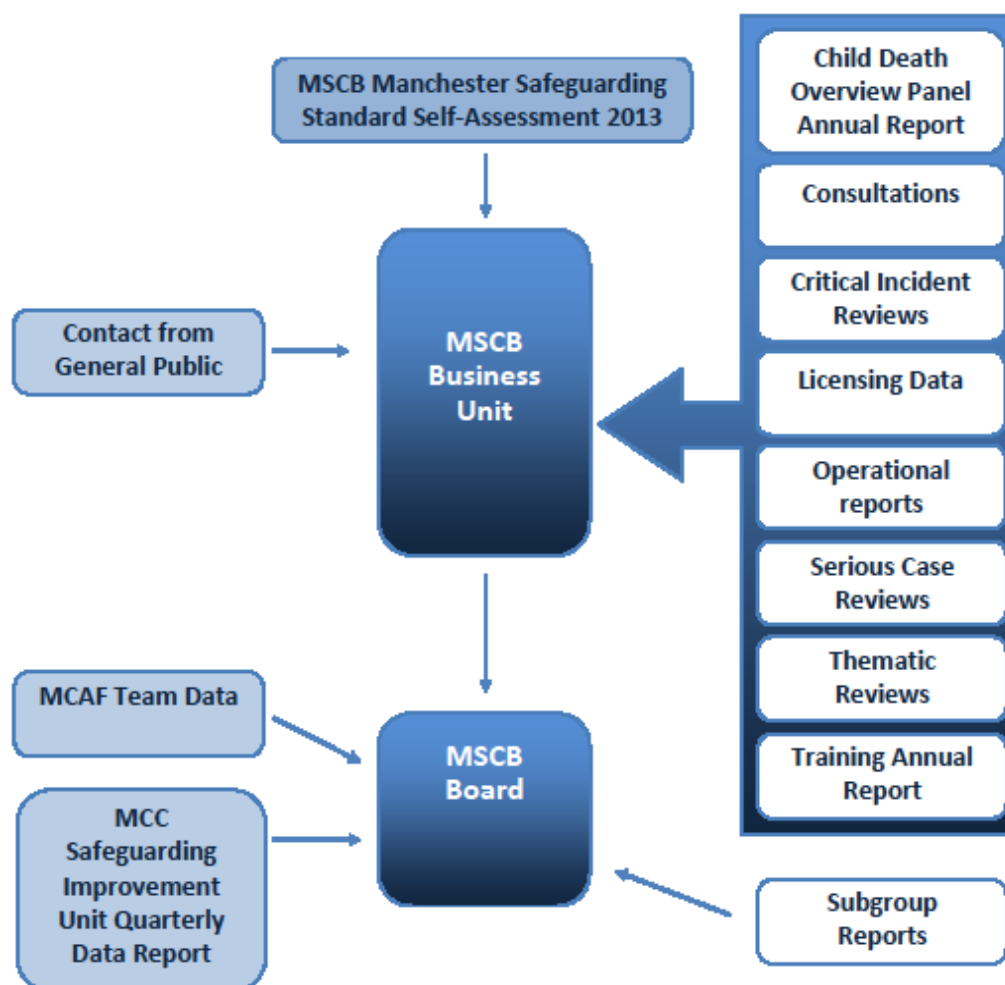 MSCB Manchester Safeguarding
Standard Self-Assessment 2013
Contact from
General Public
MSCB
Business
Unit
Child Death
Overview Panel
Annual Report
Consultations
Critical Incident
Reviews
Licensing Data
Operational
reports
Serious Case
Reviews
Thematic
Reviews
Training Annual
Report
MCAF Team Data
MCC
Safeguarding
Improvement
Unit Quarterly
Data Report
MSCB
Board
Subgroup
Reports